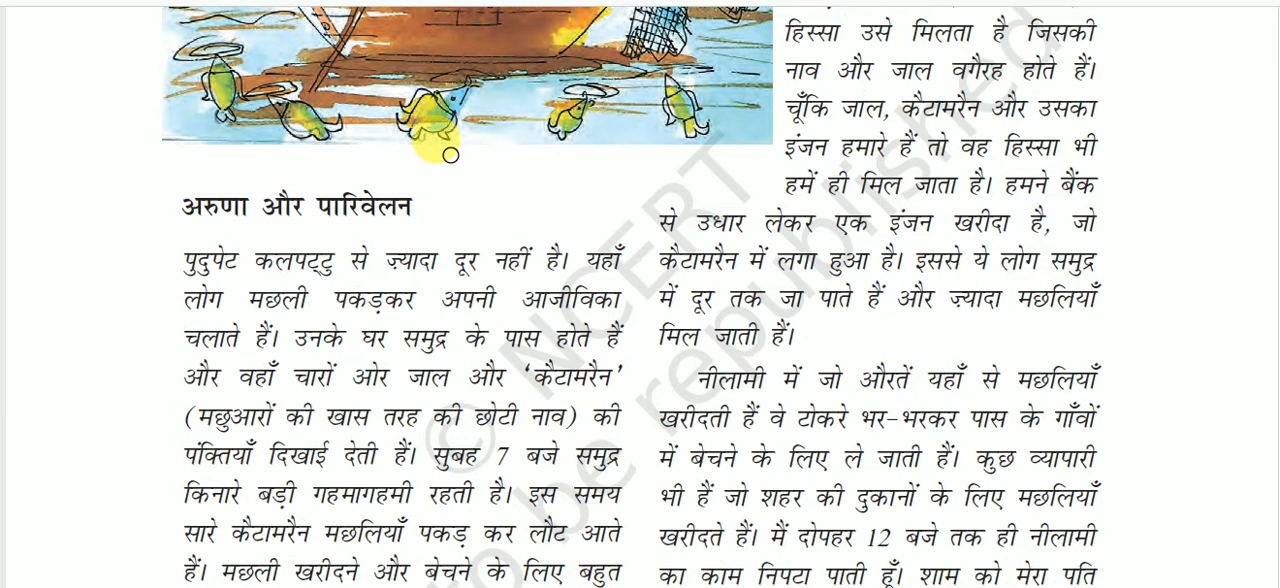 अरुणा और पारिवेलन
पुदुपेट कलपट्टु से ज़्यादा दूर नहीं है। यहाँ
लोग मछली पकड़कर अपनी आजीविका
चलाते हैं। उनके घर समुद्र के पास होते हैं
और वहाँ चारों ओर जाल और ‘कैटामरैन’
(मछुआरों की खास तरह की छोटी नाव) की
पंक्तियाँ दिखाई देती हैं। सुबह 7 बजे समुद्र
किनारे बड़ी गहमागहमी रहती है। इस समय
सारे कैटामरैन मछलियाँ पकड़ कर लौट आते
हैं। मछली खरीदने और बेचने के लिए बहुत
हिस्सा उसे मिलता है जिसकी
नाव और जाल वगैरह होते हैं।
चूँकि जाल, कैटामरैन और उसका
इंजन हमारे हैं तो वह हिस्सा भी
हमें ही मिल जाता है। हमने बैंक
से उधार लेकर एक इंजन खरीदा है, जो
कैटामरैन में लगा हुआ है। इससे ये लोग समुद्र
में दूर तक जा पाते हैं और ज़्यादा मछलियाँ
मिल जाती हैं।
नीलामी में जो औरतें यहाँ से मछलियाँ
खरीदती हैं वे टोकरे भर-भरकर पास के गाँवों
में बेचने के लिए ले जाती हैं। कुछ व्यापारी
भी हैं जो शहर की दुकानों के लिए मछलियाँ
खरीदते हैं। मैं दोपहर 12 बजे तक ही नीलामी
का काम निपटा पाती हूँ। शाम को मेरा पति
© NCERT
to be republished